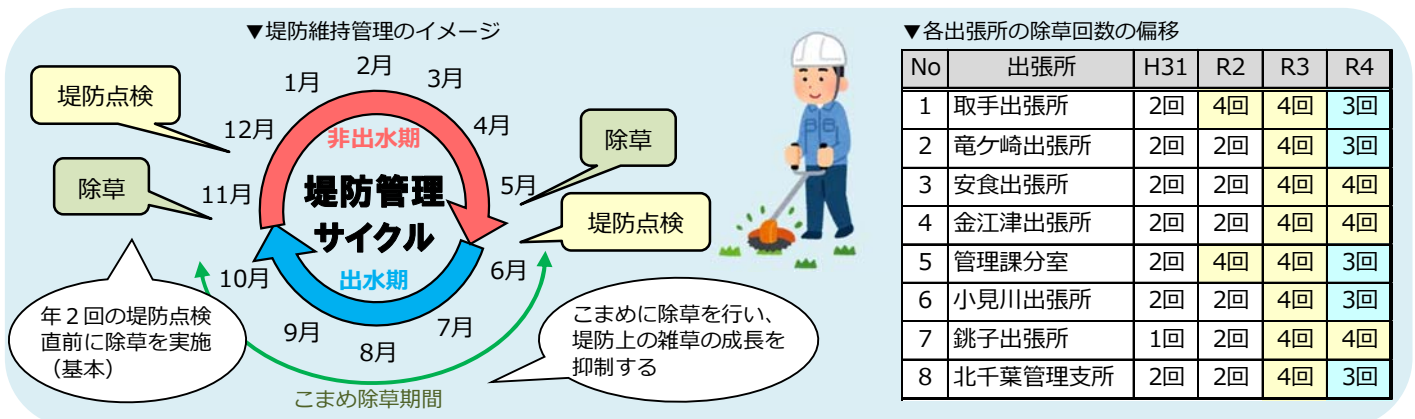 ▼堤防維持管理のイメージ
1月
2月
3月
4月
5月
6月
7月
8月
9月
10月
11月
12月
堤防点検
除草
非出水期
堤防管理
サイクル
出水期
除草
堤防点検
年２回の堤防点検
直前に除草を実施
（基本）
こまめに除草を行い、
堤防上の雑草の成長を
抑制する
こまめ除草期間
▼各出張所の除草回数の偏移
No 出張所 H31 R2 R3 R4
1 取手出張所 2回 4回 4回 3回
2 竜ケ崎出張所 2回 2回 4回 3回
3 安食出張所 2回 2回 4回 4回
4 金江津出張所 2回 2回 4回 4回
5 管理課分室 2回 4回 4回 3回
6 小見川出張所 2回 2回 4回 3回
7 銚子出張所 1回 2回 4回 4回
8 北千葉管理支所 2回 2回 4回 3回